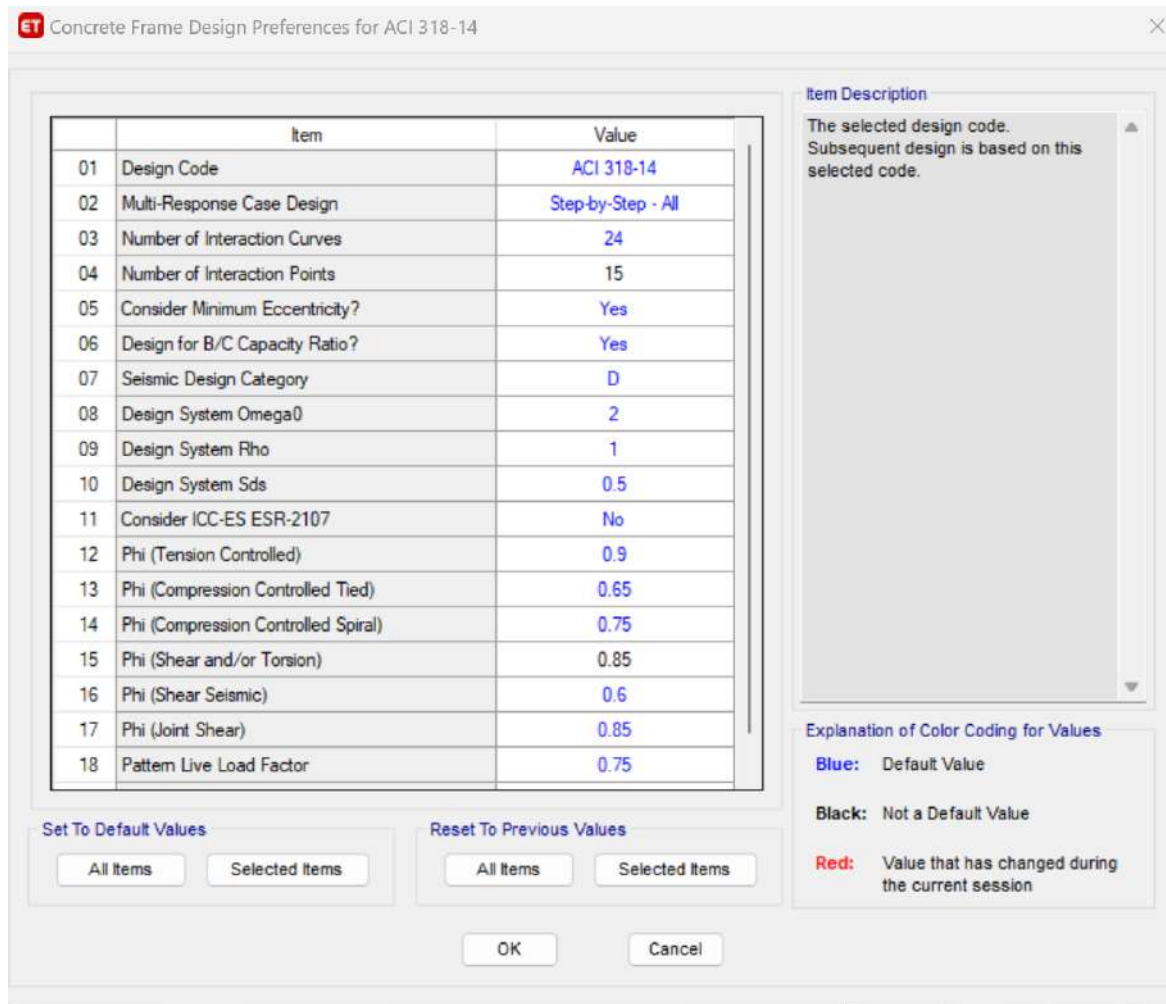 ET Concrete Frame Design Preferences for ACI 318-14
Item Value
01 Design Code ACI 318-14
02 Multi-Response Case Design Step-by-Step - All
03 Number of Interaction Curves 24
04 Number of Interaction Points 15
05 Consider Minimum Eccentricity? Yes
06 Design for B/C Capacity Ratio? Yes
07 Seismic Design Category D
08 Design System Omega0 2
09 Design System Rho 1
10 Design System Sds 0.5
11 Consider ICC-ES ESR-2107 No
12 Phi (Tension Controlled) 0.9
13 Phi (Compression Controlled Tied) 0.65
14 Phi (Compression Controlled Spiral) 0.75
15 Phi (Shear and/or Torsion) 0.85
16 Phi (Shear Seismic) 0.6
17 Phi (Joint Shear) 0.85
18 Pattern Live Load Factor 0.75
Item Description
The selected design code.
Subsequent design is based on this
selected code.
Explanation of Color Coding for Values
Blue: Default Value
Black: Not a Default Value
Red: Value that has changed during
the current session
Set To Default Values
All Items Selected Items
Reset To Previous Values
All Items Selected Items
OK Cancel